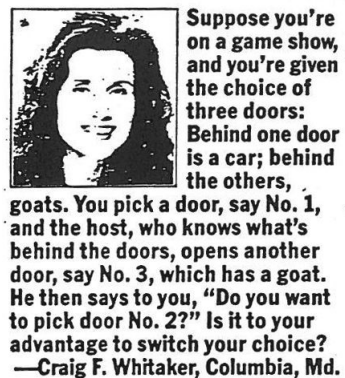 Suppose you're
on a game show,
and you're given
the choice of
three doors:
Behind one door
is a car; behind
the others,
goats. You pick a door, say No. 1,
and the host, who knows what's
behind the doors, opens another
door, say No. 3, which has a goat.
He then says to you, "Do you want
to pick door No. 2?" Is it to your
advantage to switch your choice?
—Craig F. Whitaker, Columbia, Md.